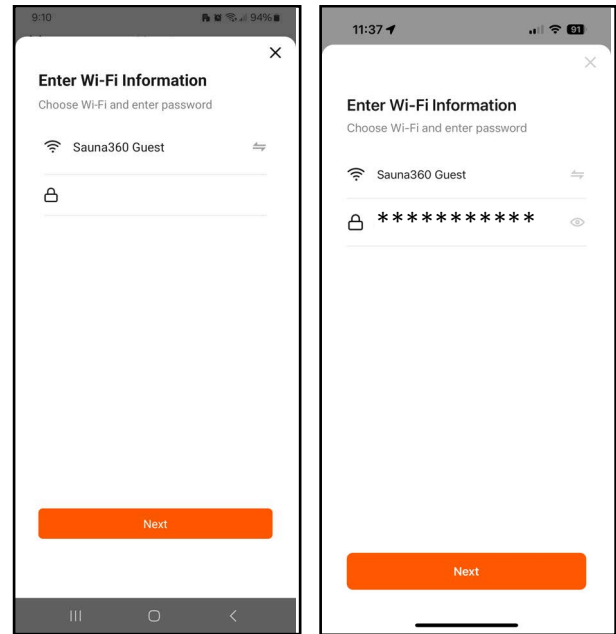 9:10
94%
Enter Wi-Fi Information
Choose Wi-Fi and enter password
Sauna360 Guest
Next
11:37
91
Enter Wi-Fi Information
Choose Wi-Fi and enter password
Sauna360 Guest
***********
Next